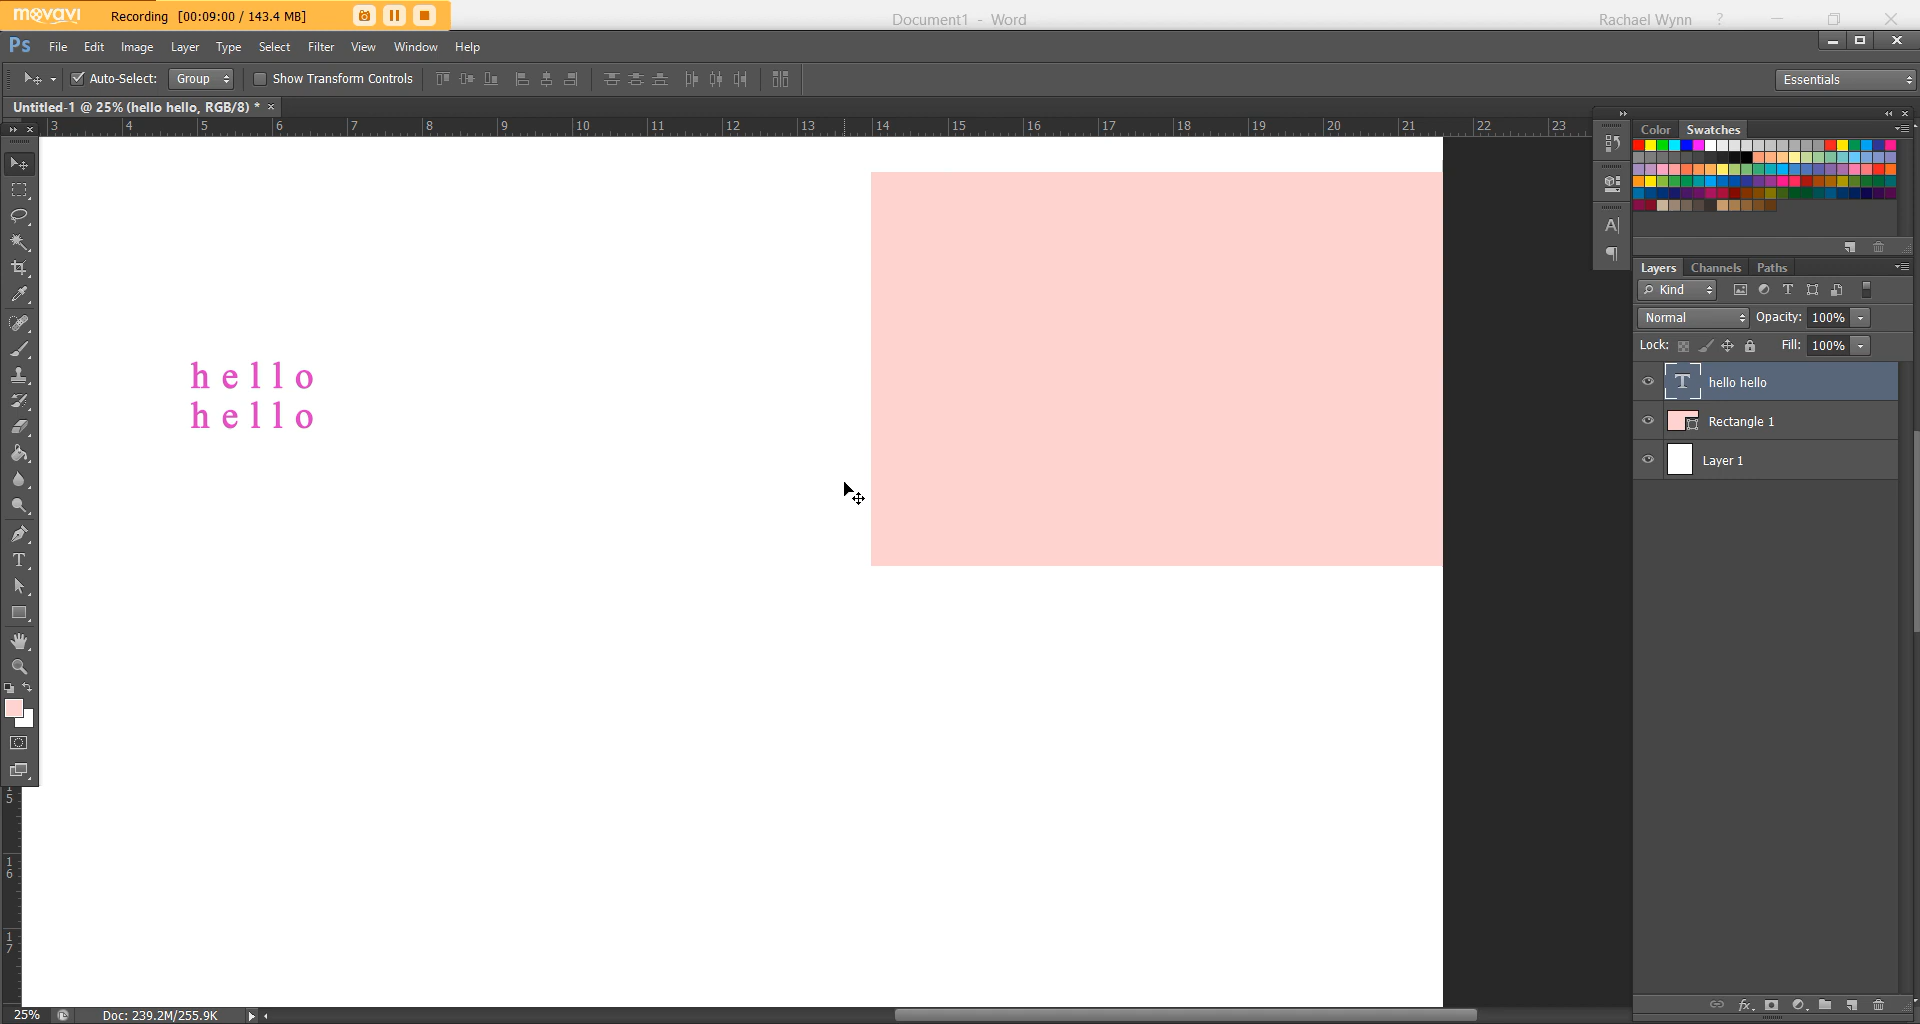 movavi Recording [00:09:00 / 143.4 MB] Document1 - Word Rachael Wynn ?
Ps File Edit Image Layer Type Select Filter View Window Help
Auto-Select: Group Show Transform Controls Essentials
Untitled-1 @ 25% (hello hello, RGB/8) * ×
3 4 5 6 7 8 9 10 11 12 13 14 15 16 17 18 19 20 21 22 23
Color Swatches
Layers Channels Paths
Kind
Normal Opacity: 100%
Lock: Fill: 100%
hello
hello
T hello hello
Rectangle 1
Layer 1
15
16
17
25% Doc: 239.2M/255.9K